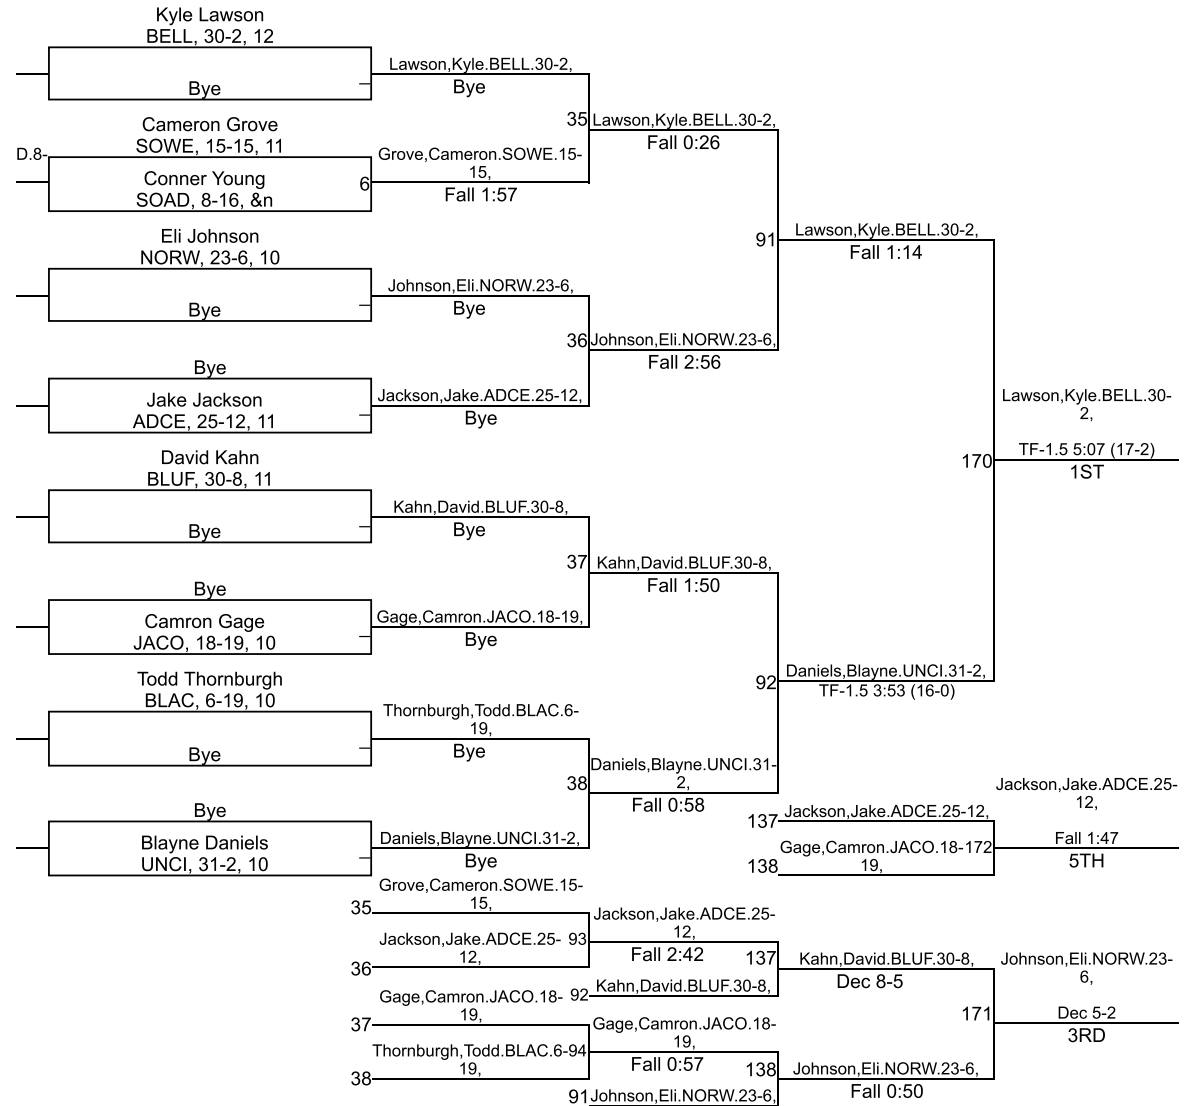 Kyle Lawson
BELL, 30-2, 12
Bye
Lawson,Kyle.BELL.30-2,
Bye
35
Lawson,Kyle.BELL.30-2,
Fall 0:26
Cameron Grove
SOWE, 15-15, 11
D.8-
Conner Young
SOAD, 8-16, &n
6
Grove,Cameron.SOWE.15-
15,
Fall 1:57
91
Lawson,Kyle.BELL.30-2,
Fall 1:14
Eli Johnson
NORW, 23-6, 10
Bye
Johnson,Eli.NORW.23-6,
Bye
36
Johnson,Eli.NORW.23-6,
Fall 2:56
Bye
Jake Jackson
ADCE, 25-12, 11
Jackson,Jake.ADCE.25-12,
Bye
170
Lawson,Kyle.BELL.30-
2,
TF-1.5 5:07 (17-2)
1ST
David Kahn
BLUF, 30-8, 11
Bye
Kahn,David.BLUF.30-8,
Bye
37
Kahn,David.BLUF.30-8,
Fall 1:50
Bye
Camron Gage
JACO, 18-19, 10
Gage,Camron.JACO.18-19,
Bye
92
Daniels,Blayne.UNCI.31-2,
TF-1.5 3:53 (16-0)
Todd Thornburgh
BLAC, 6-19, 10
Bye
Thornburgh,Todd.BLAC.6-
19,
Bye
38
Daniels,Blayne.UNCI.31-
2,
Fall 0:58
Bye
Blayne Daniels
UNCI, 31-2, 10
Daniels,Blayne.UNCI.31-2,
Bye
137
Jackson,Jake.ADCE.25-12,
138
Gage,Camron.JACO.18-
19,
172
Jackson,Jake.ADCE.25-
12,
Fall 1:47
5TH
35
Grove,Cameron.SOWE.15-
15,
36
Jackson,Jake.ADCE.25-
12,
93
Jackson,Jake.ADCE.25-
12,
Fall 2:42
92
Kahn,David.BLUF.30-8,
137
Kahn,David.BLUF.30-8,
Dec 8-5
37
Gage,Camron.JACO.18-
19,
38
Thornburgh,Todd.BLAC.6-
19,
94
Gage,Camron.JACO.18-
19,
Fall 0:57
91
Johnson,Eli.NORW.23-6,
138
Johnson,Eli.NORW.23-6,
Fall 0:50
171
Johnson,Eli.NORW.23-
6,
Dec 5-2
3RD